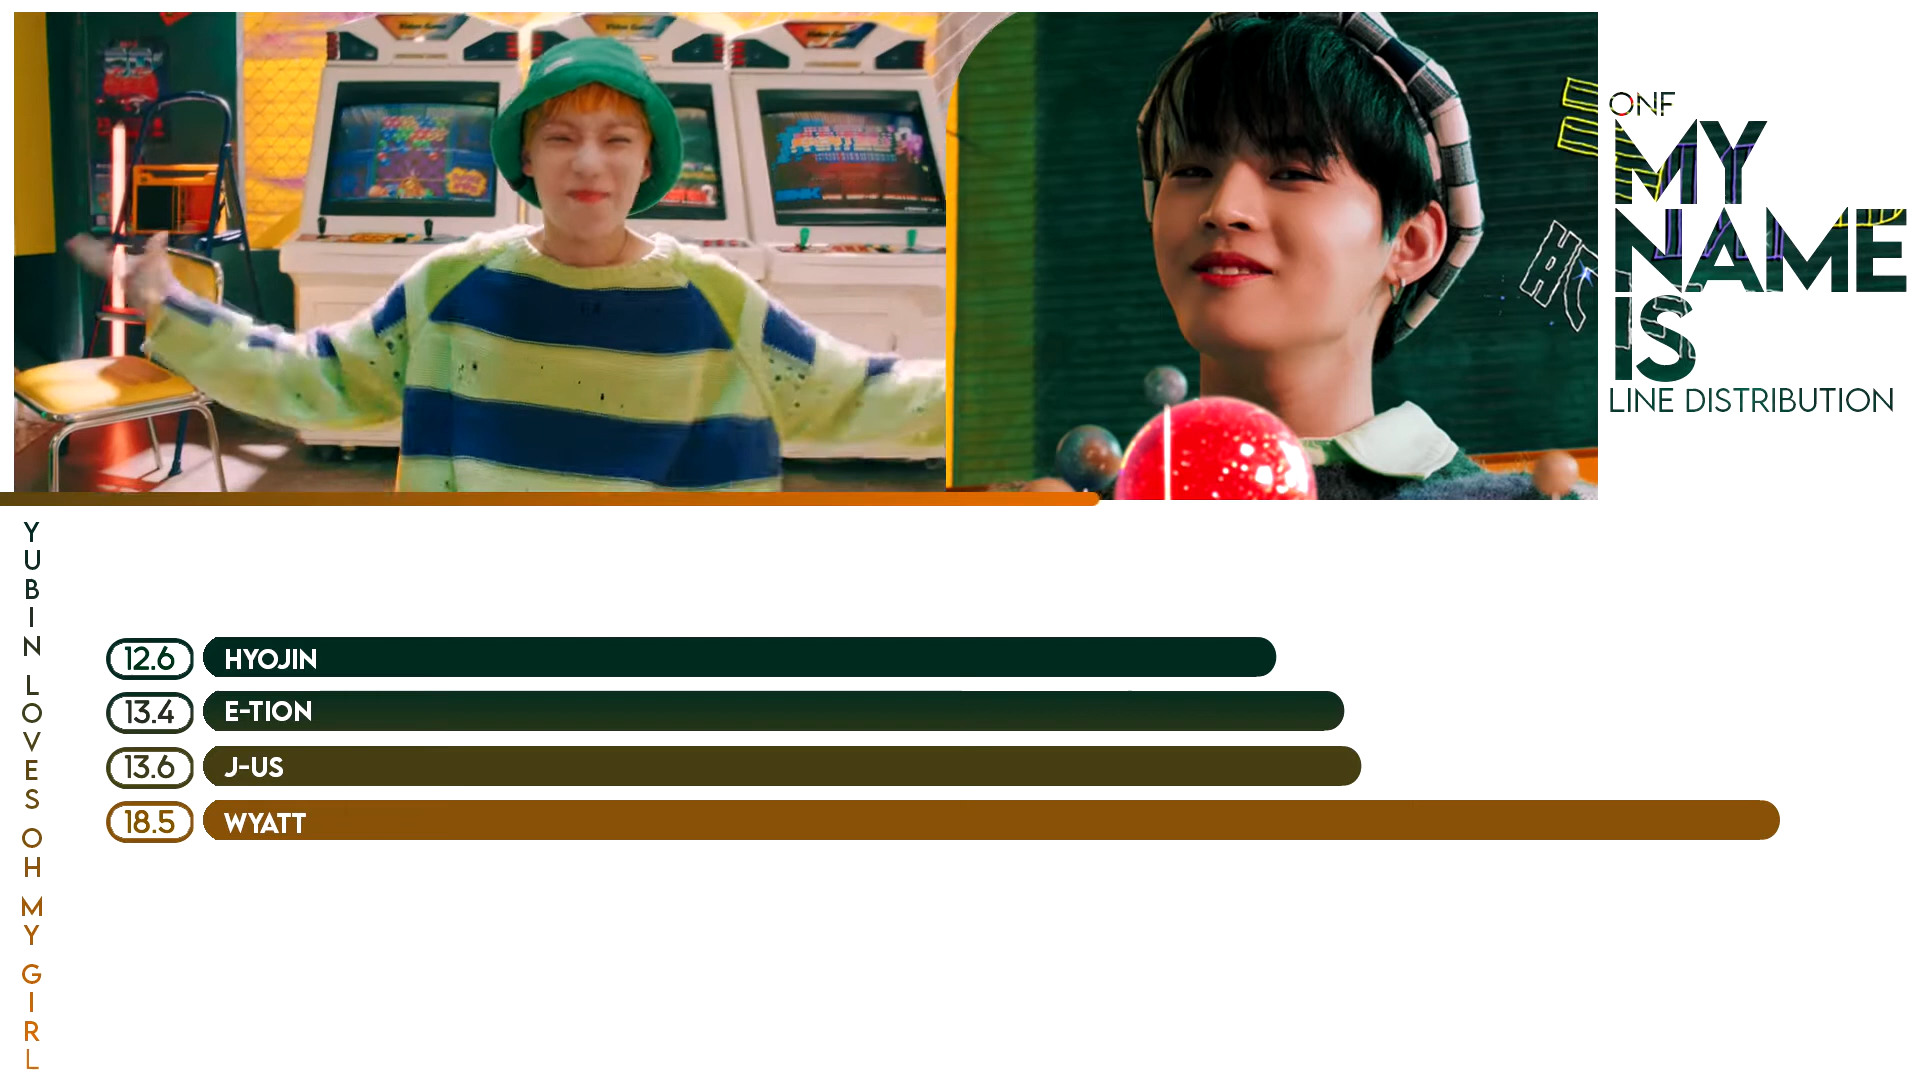 ONF
MY
NAME
IS
LINE DISTRIBUTION
YUBIN LOVES OH MY GIRL
12.6 HYOJIN
13.4 E-TION
13.6 J-US
18.5 WYATT